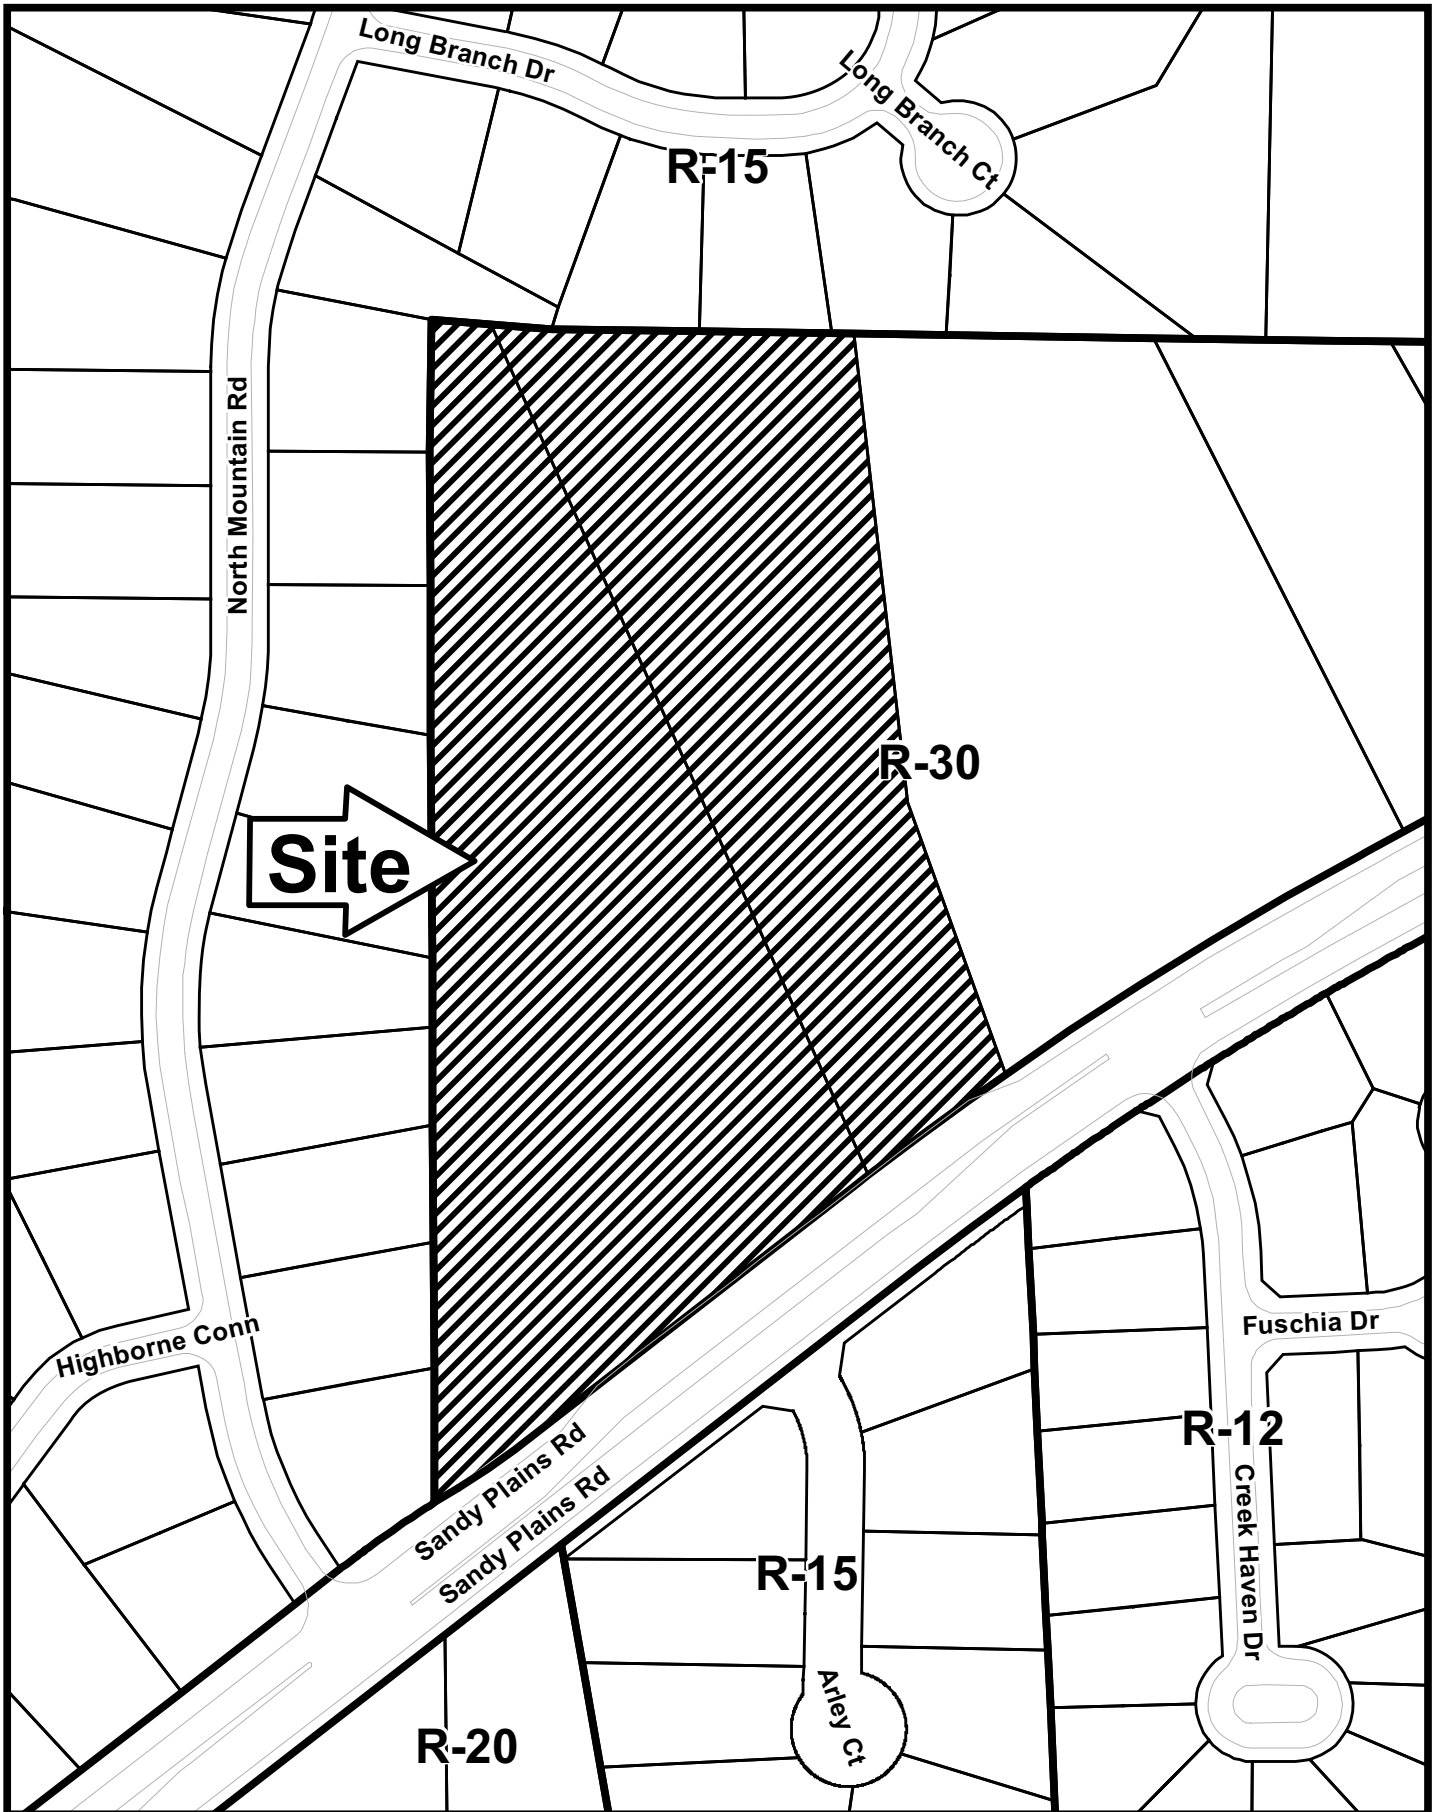 Long Branch Dr
Long Branch Ct
R-15
North Mountain Rd
R-30
Site
Highborne Conn
Fuschia Dr
R-12
Sandy Plains Rd
Sandy Plains Rd
Creek Haven Dr
R-15
Arley Ct
R-20